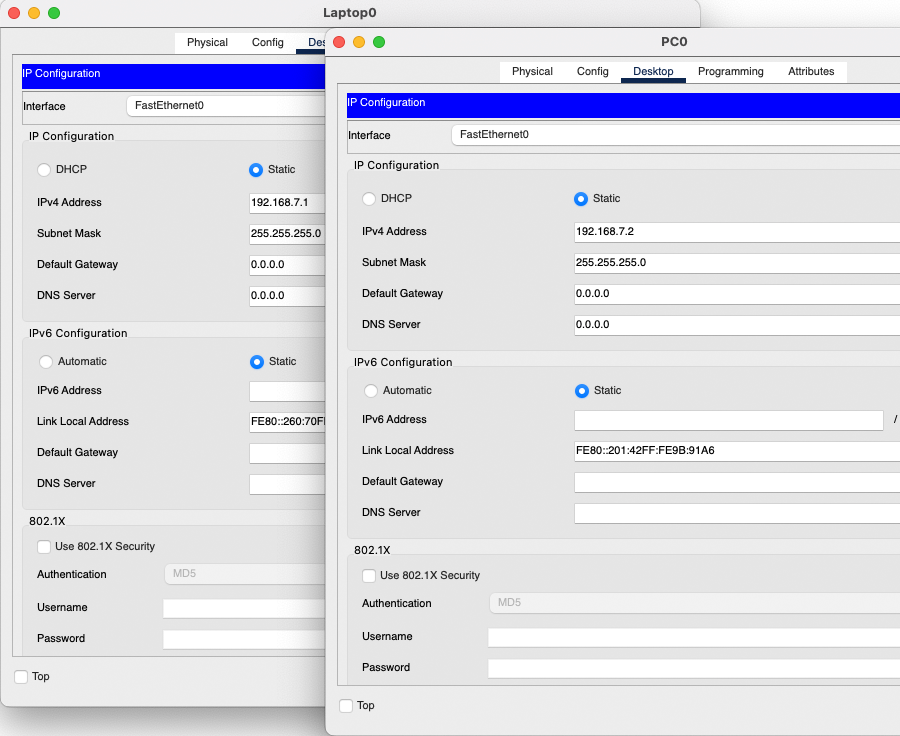 Laptop0
Physical Config
IP Configuration
Interface FastEthernet0
IP Configuration
DHCP Static
IPv4 Address 192.168.7.1
Subnet Mask 255.255.255.0
Default Gateway 0.0.0.0
DNS Server 0.0.0.0
IPv6 Configuration
Automatic Static
IPv6 Address
Link Local Address FE80::260:70F
Default Gateway
DNS Server
802.1X
Use 802.1X Security
Authentication MD5
Username
Password
Top
PC0
Physical Config Desktop Programming Attributes
IP Configuration
Interface FastEthernet0
IP Configuration
DHCP Static
IPv4 Address 192.168.7.2
Subnet Mask 255.255.255.0
Default Gateway 0.0.0.0
DNS Server 0.0.0.0
IPv6 Configuration
Automatic Static
IPv6 Address /
Link Local Address FE80::201:42FF:FE9B:91A6
Default Gateway
DNS Server
802.1X
Use 802.1X Security
Authentication MD5
Username
Password
Top